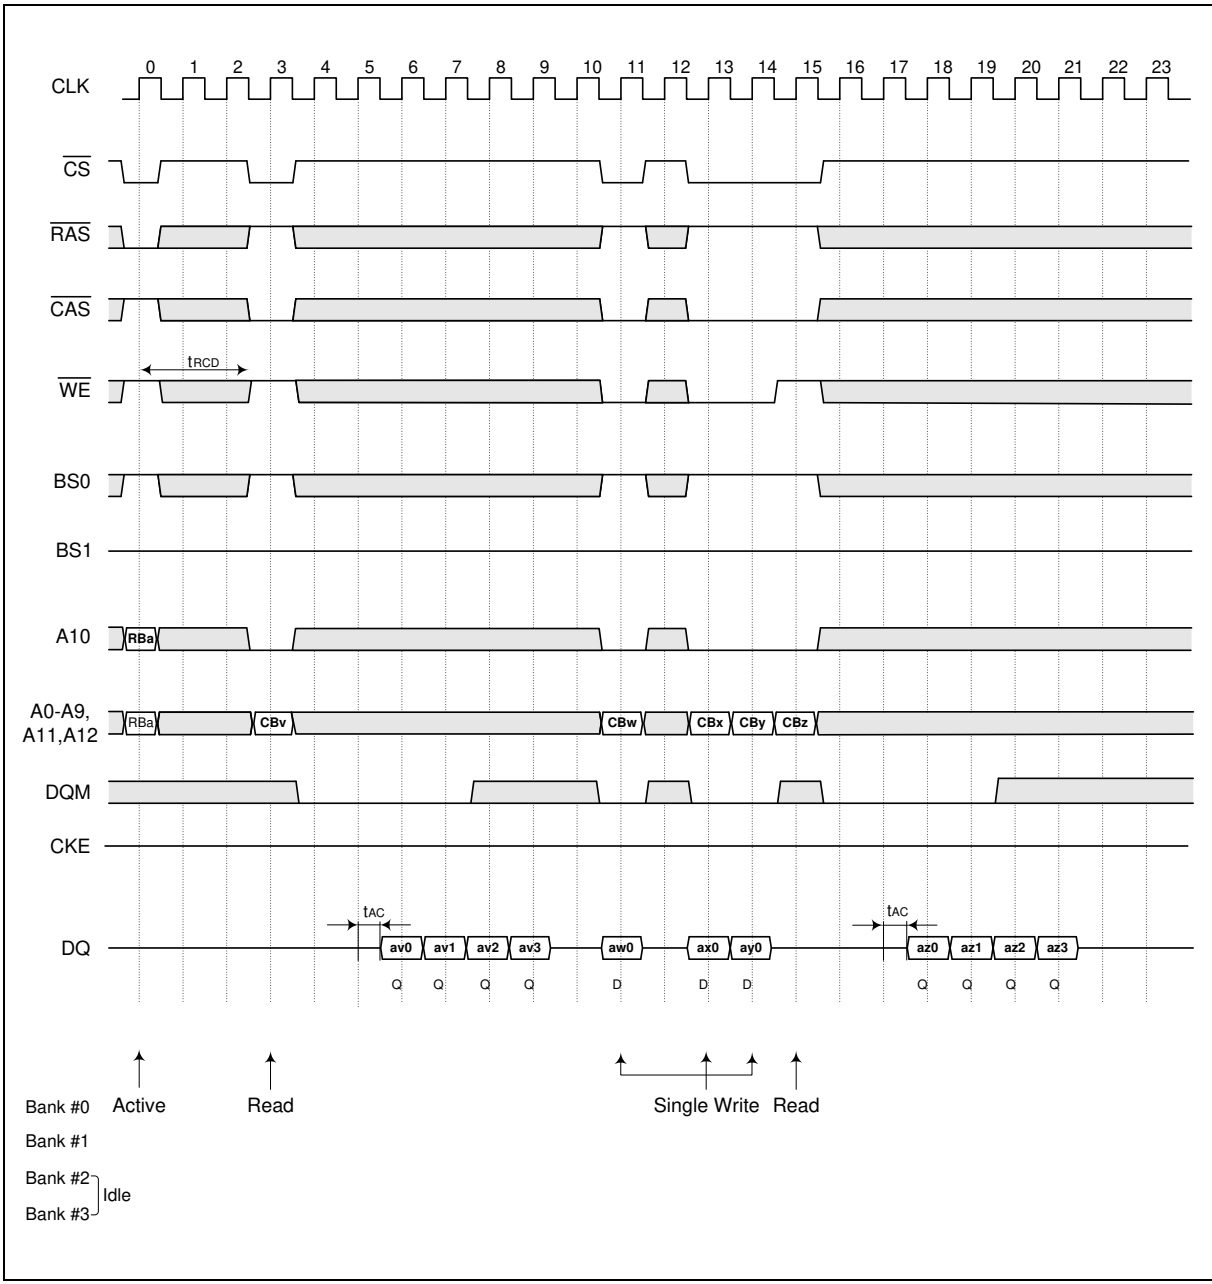 0 1 2 3 4 5 6 7 8 9 10 11 12 13 14 15 16 17 18 19 20 21 22 23
CLK
CS
RAS
CAS
tRCD
WE
BS0
BS1
A10 RBa
A0-A9,
A11,A12
RBa CBv CBw CBx CBy CBz
DQM
CKE
tAC tAC
DQ av0 av1 av2 av3 aw0 ax0 ay0 az0 az1 az2 az3
Q Q Q Q D D D Q Q Q Q
Bank #0 Active Read Single Write Read
Bank #1
Bank #2
Idle
Bank #3